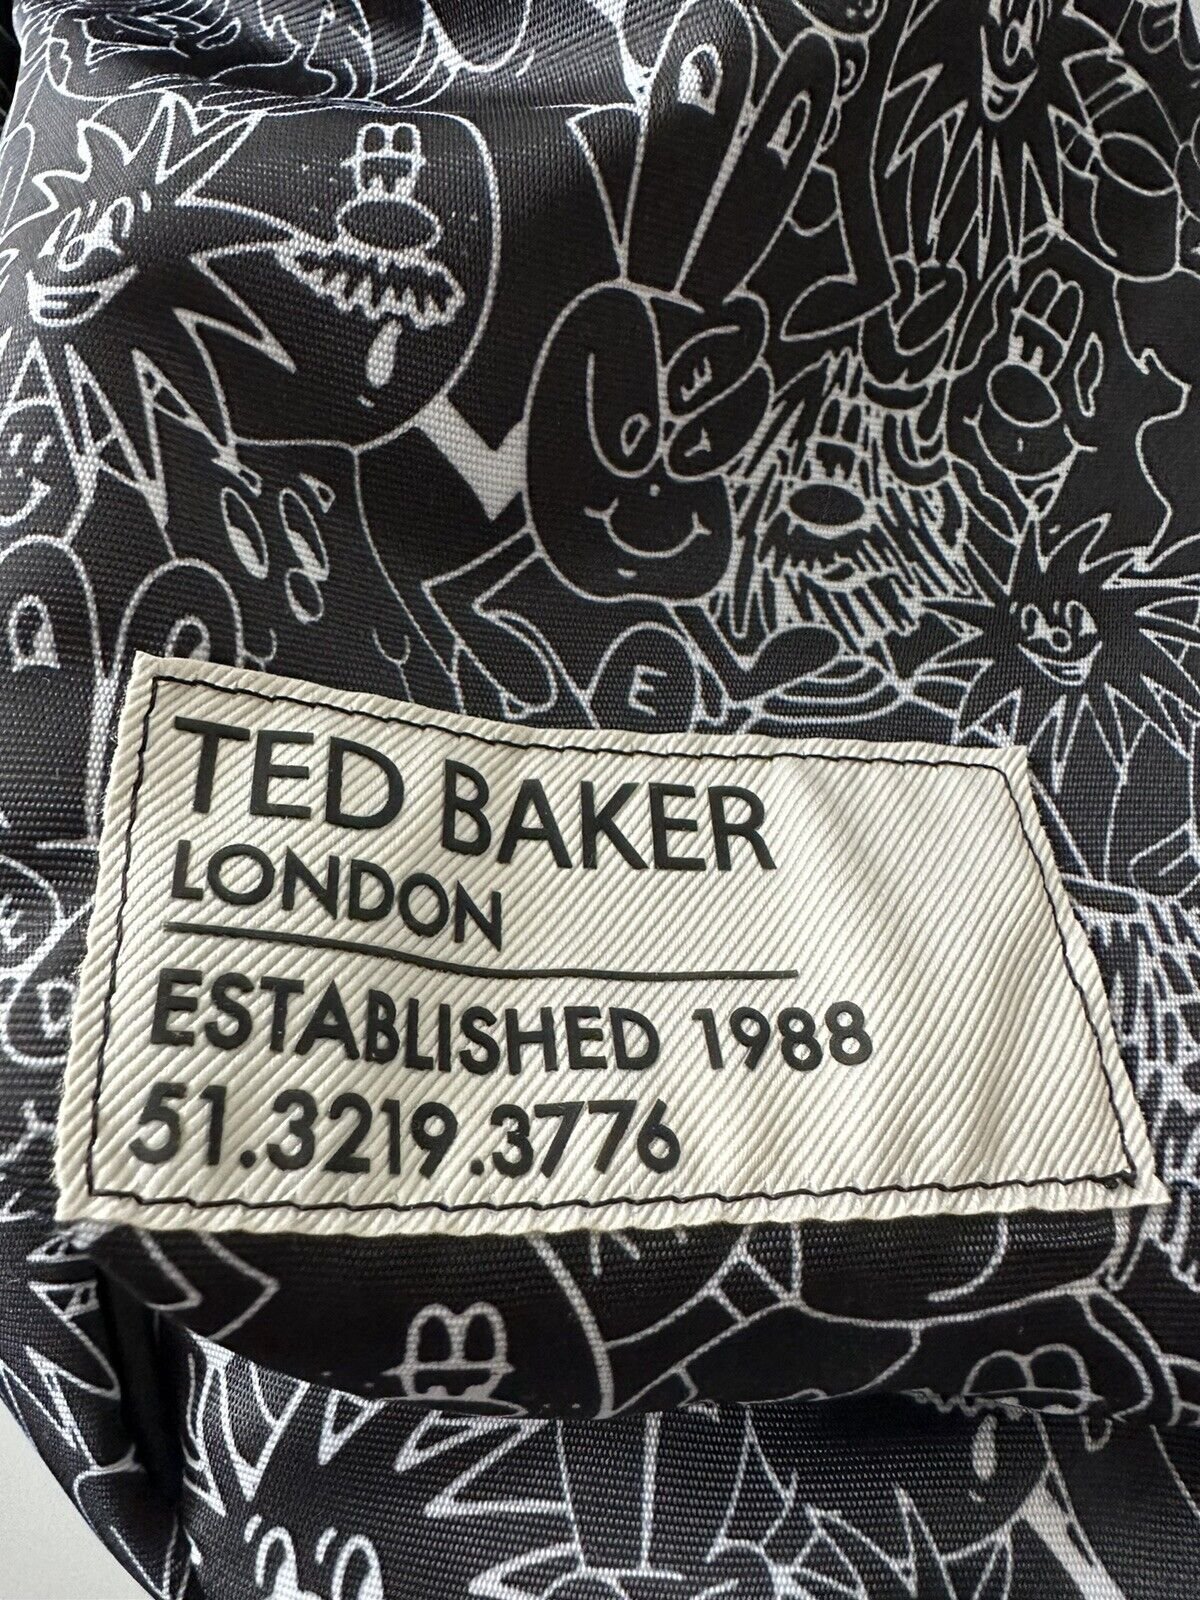 TED BAKER
LONDON
ESTABLISHED 1988
51.3219.3776
E